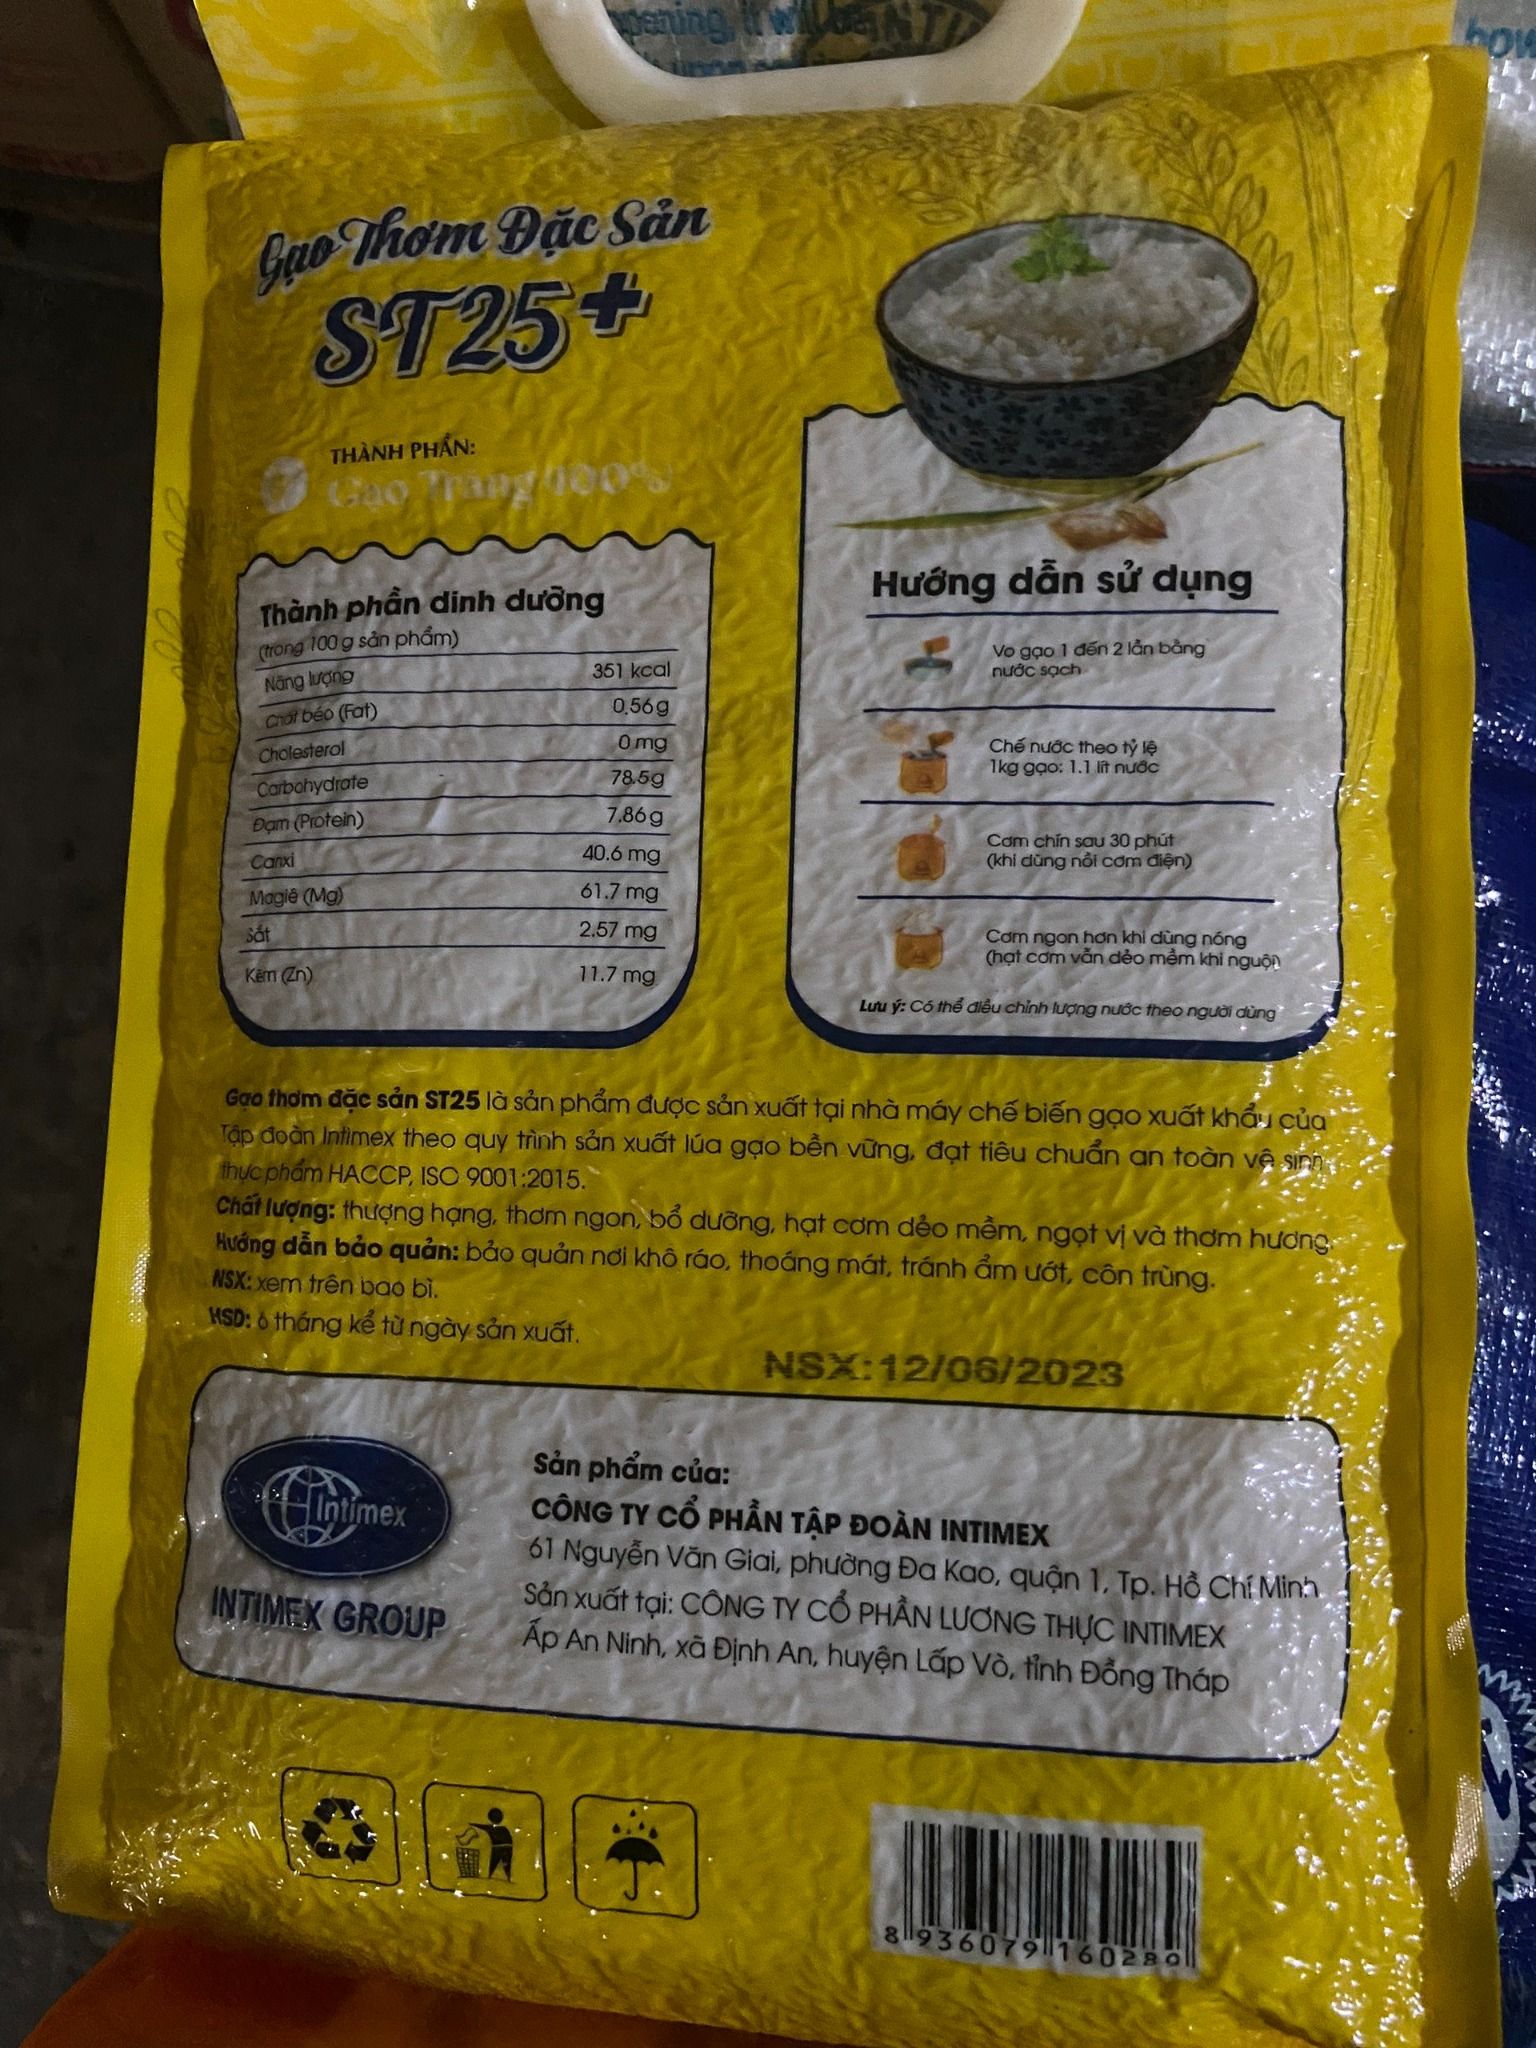 pening, it will be
NTI
how
Gạo Thơm Đặc Sản
ST25+
THÀNH PHẦN:
Gạo Trắng 100%
Thành phần dinh dưỡng
(trong 100 g sản phẩm)
Năng lượng 351 kcal
Chất béo (Fat) 0.56g
Cholesterol 0 mg
Carbohydrate 78.5g
Đạm (Protein) 7.86g
Canxi 40.6 mg
Magiê (Mg) 61.7 mg
Sắt 2.57 mg
Kẽm (Zn) 11.7 mg
Hướng dẫn sử dụng
Vo gạo 1 đến 2 lần bằng
nước sạch
Chế nước theo tỷ lệ
1kg gạo: 1.1 lít nước
Cơm chín sau 30 phút
(khi dùng nồi cơm điện)
Cơm ngon hơn khi dùng nóng
(hạt cơm vẫn dẻo mềm khi nguội)
Lưu ý: Có thể điều chỉnh lượng nước theo người dùng
Gạo thơm đặc sản ST25 là sản phẩm được sản xuất tại nhà máy chế biến gạo xuất khẩu của
Tập đoàn Intimex theo quy trình sản xuất lúa gạo bền vững, đạt tiêu chuẩn an toàn vệ sinh
thực phẩm HACCP, ISO 9001:2015.
Chất lượng: thượng hạng, thơm ngon, bổ dưỡng, hạt cơm dẻo mềm, ngọt vị và thơm hương.
Hướng dẫn bảo quản: bảo quản nơi khô ráo, thoáng mát, tránh ẩm ướt, côn trùng.
NSX: xem trên bao bì.
HSD: 6 tháng kể từ ngày sản xuất.
NSX:12/06/2023
Intimex
INTIMEX GROUP
Sản phẩm của:
CÔNG TY CỔ PHẦN TẬP ĐOÀN INTIMEX
61 Nguyễn Văn Giai, phường Đa Kao, quận 1, Tp. Hồ Chí Minh
Sản xuất tại: CÔNG TY CỔ PHẦN LƯƠNG THỰC INTIMEX
Ấp An Ninh, xã Định An, huyện Lấp Vò, tỉnh Đồng Tháp
8 936079 160280